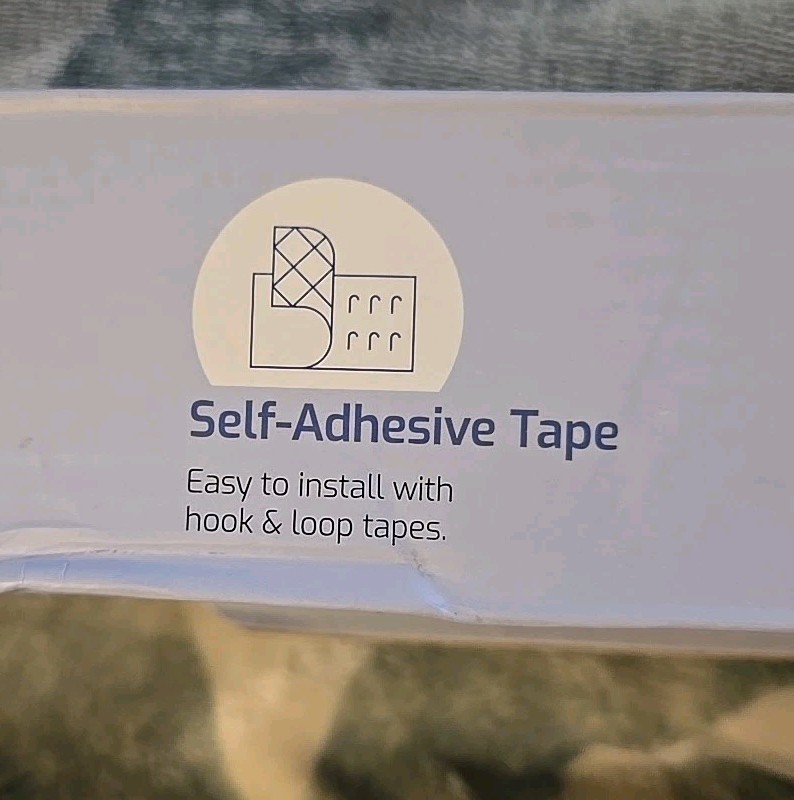 Self-Adhesive Tape
Easy to install with
hook & loop tapes.